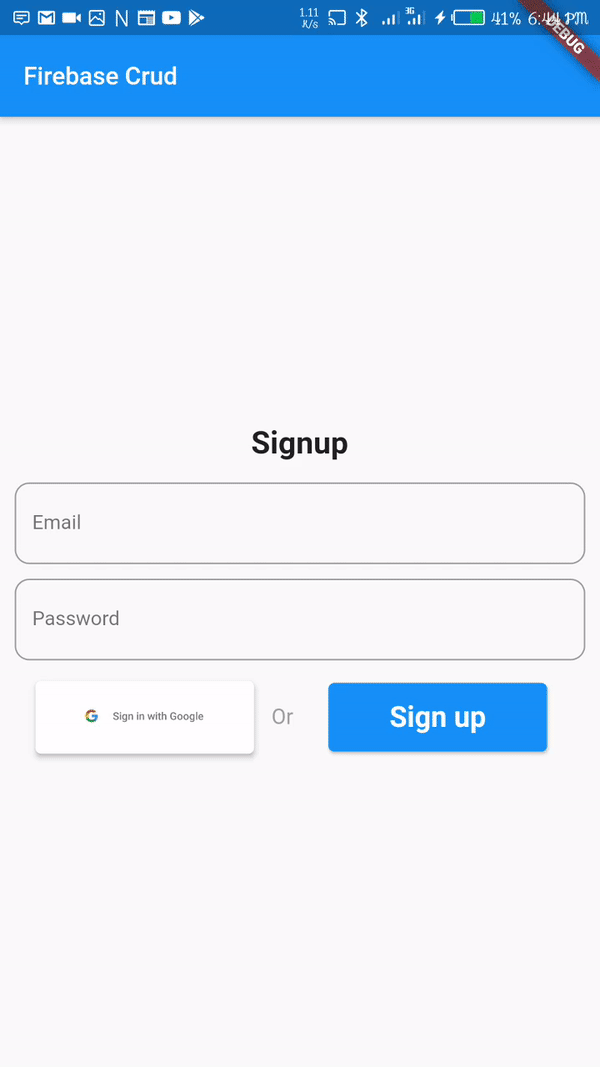 1.11
K/s
3G
41% 6:44 PM
DEBUG
Firebase Crud
Signup
Email
Password
Sign in with Google
Or
Sign up